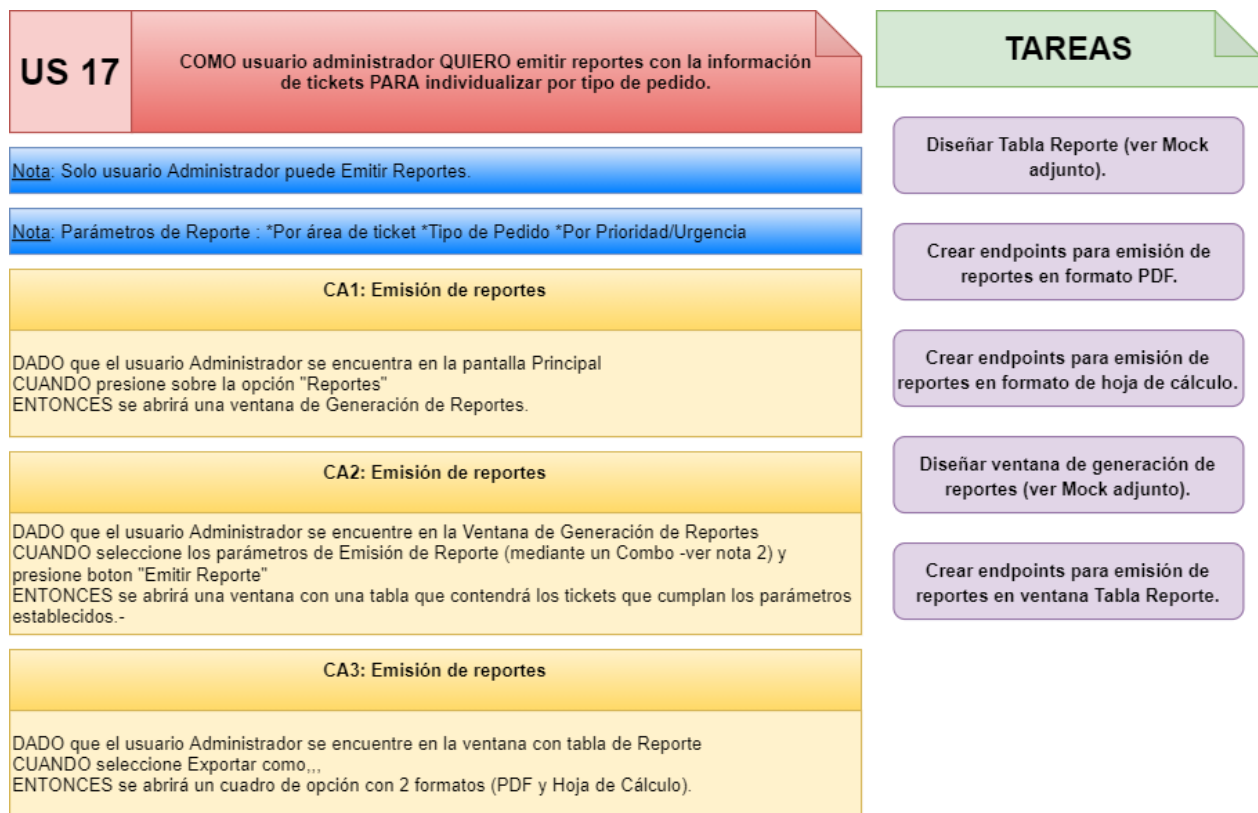 US 17
COMO usuario administrador QUIERO emitir reportes con la información
de tickets PARA individualizar por tipo de pedido.
Nota: Solo usuario Administrador puede Emitir Reportes.
Nota: Parámetros de Reporte : *Por área de ticket *Tipo de Pedido *Por Prioridad/Urgencia
CA1: Emisión de reportes
DADO que el usuario Administrador se encuentra en la pantalla Principal
CUANDO presione sobre la opción "Reportes"
ENTONCES se abrirá una ventana de Generación de Reportes.
CA2: Emisión de reportes
DADO que el usuario Administrador se encuentre en la Ventana de Generación de Reportes
CUANDO seleccione los parámetros de Emisión de Reporte (mediante un Combo -ver nota 2) y
presione boton "Emitir Reporte"
ENTONCES se abrirá una ventana con una tabla que contendrá los tickets que cumplan los parámetros
establecidos.-
CA3: Emisión de reportes
DADO que el usuario Administrador se encuentre en la ventana con tabla de Reporte
CUANDO seleccione Exportar como,,,
ENTONCES se abrirá un cuadro de opción con 2 formatos (PDF y Hoja de Cálculo).
TAREAS
Diseñar Tabla Reporte (ver Mock
adjunto).
Crear endpoints para emisión de
reportes en formato PDF.
Crear endpoints para emisión de
reportes en formato de hoja de cálculo.
Diseñar ventana de generación de
reportes (ver Mock adjunto).
Crear endpoints para emisión de
reportes en ventana Tabla Reporte.